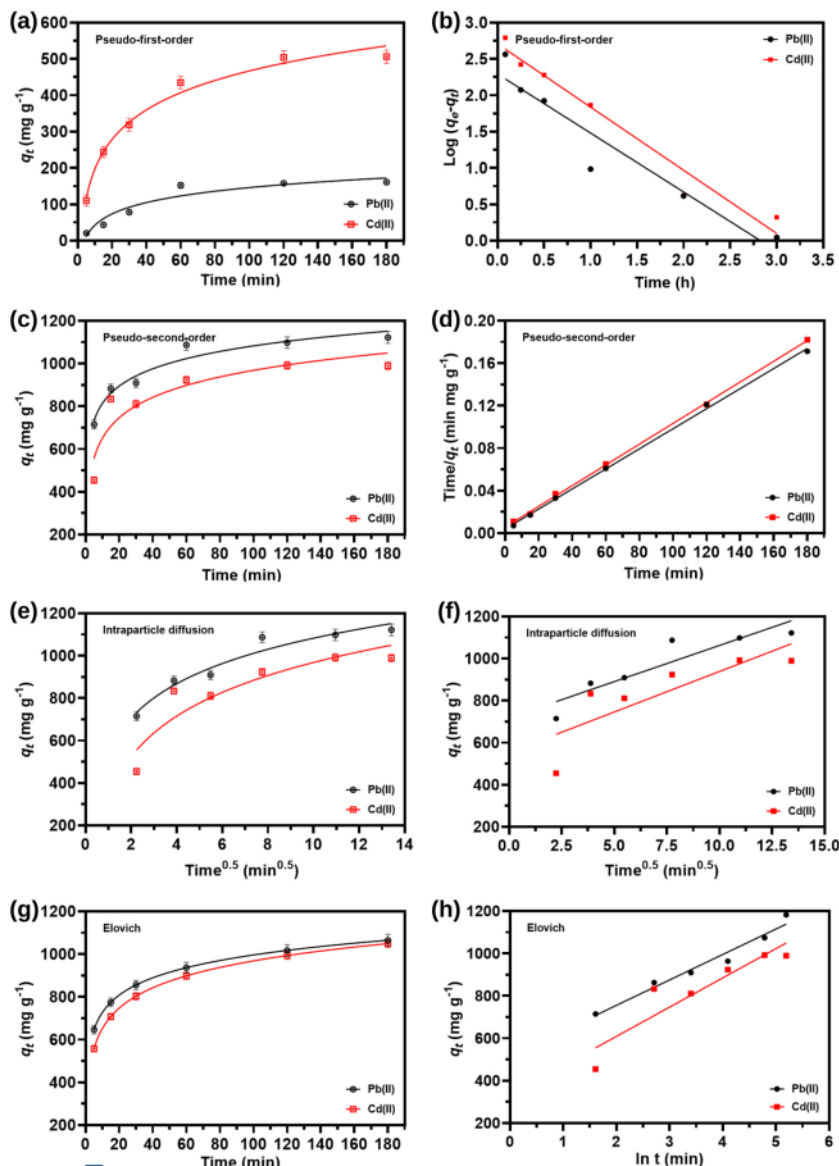 (a)
Pseudo-first-order
qt (mg g⁻¹)
600
500
400
300
200
100
0
Pb(II)
Cd(II)
0 20 40 60 80 100 120 140 160 180
Time (min)
(b)
Pseudo-first-order
Log (qe-qt)
3.0
2.5
2.0
1.5
1.0
0.5
0.0
Pb(II)
Cd(II)
0.0 0.5 1.0 1.5 2.0 2.5 3.0 3.5
Time (h)
(c)
Pseudo-second-order
qt (mg g⁻¹)
1200
1000
800
600
400
200
Pb(II)
Cd(II)
0 20 40 60 80 100 120 140 160 180
Time (min)
(d)
Pseudo-second-order
Time/qt (min mg g⁻¹)
0.20
0.16
0.12
0.08
0.04
0.00
Pb(II)
Cd(II)
0 20 40 60 80 100 120 140 160 180
Time (min)
(e)
Intraparticle diffusion
qt (mg g⁻¹)
1200
1000
800
600
400
200
Pb(II)
Cd(II)
0 2 4 6 8 10 12 14
Time⁰·⁵ (min⁰·⁵)
(f)
Intraparticle diffusion
qt (mg g⁻¹)
1200
1000
800
600
400
200
Pb(II)
Cd(II)
0.0 2.5 5.0 7.5 10.0 12.5 15.0
Time⁰·⁵ (min⁰·⁵)
(g)
Elovich
qt (mg g⁻¹)
1200
1000
800
600
400
200
Pb(II)
Cd(II)
0 20 40 60 80 100 120 140 160 180
Time (min)
(h)
Elovich
qt (mg g⁻¹)
1200
1000
800
600
400
200
Pb(II)
Cd(II)
0 1 2 3 4 5 6
ln t (min)